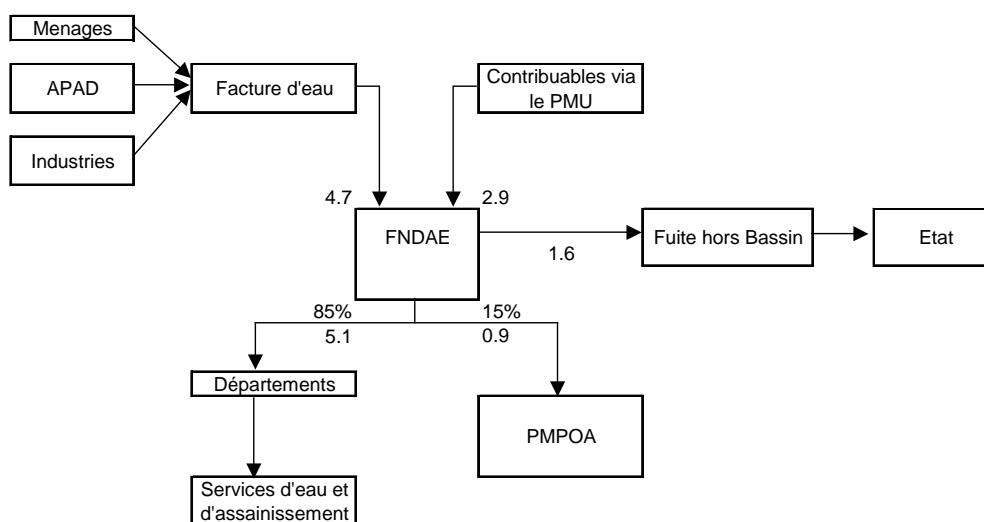 Menages
APAD
Industries
Facture d'eau
Contribuables via
le PMU
4.7
2.9
FNDAE
1.6
Fuite hors Bassin
Etat
85%
5.1
15%
0.9
Départements
PMPOA
Services d'eau et
d'assainissement